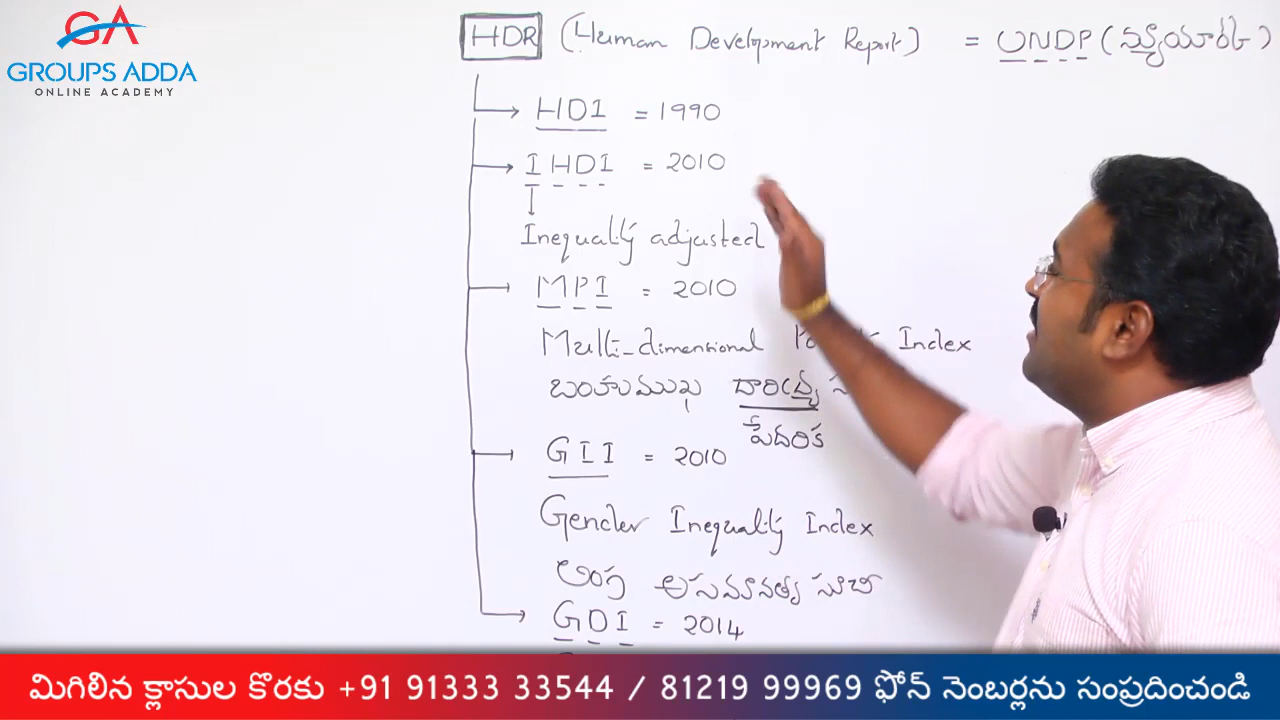 GA
GROUPS ADDA
ONLINE ACADEMY
HDR (Human Development Report) = UNDP (న్యూయార్క్)
HDI = 1990
IHDI = 2010
Inequality adjusted
MPI = 2010
Multi-dimensional Index
బంహుముఖ దారిద్ర్య
పేదరిక
GII = 2010
Gender Inequality Index
లింగ అసమానత్వ సూచి
GDI = 2014
మిగిలిన క్లాసుల కొరకు +91 91333 33544 / 81219 99969 ఫోన్ నెంబర్లను సంప్రదించండి